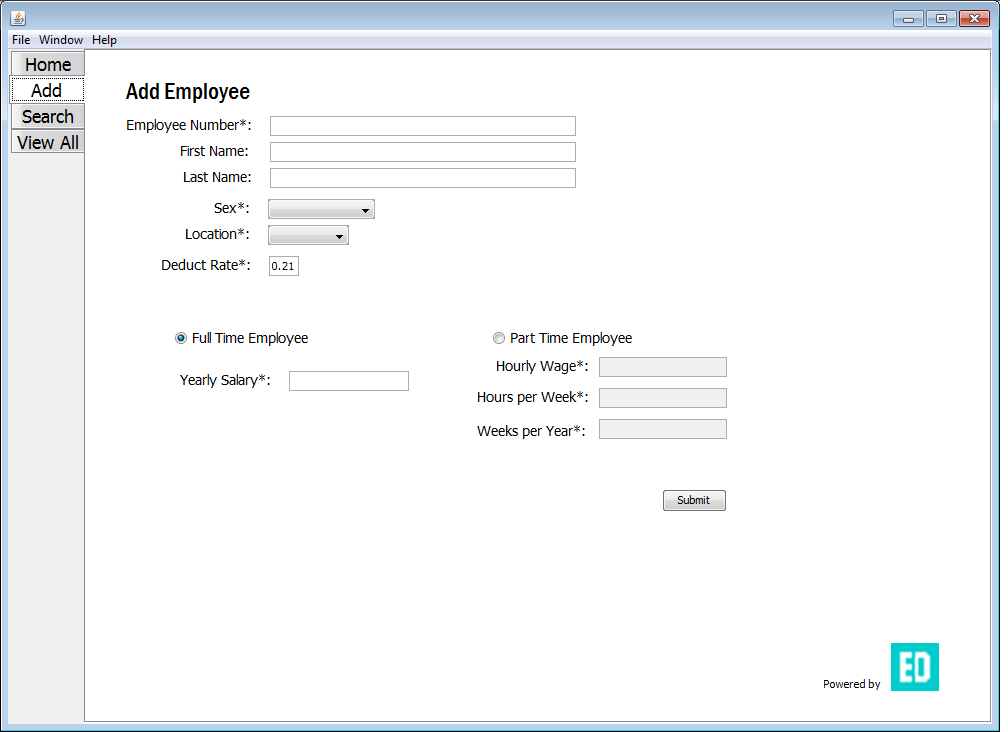 File Window Help
Home
Add
Search
View All
Add Employee
Employee Number*:
First Name:
Last Name:
Sex*:
Location*:
Deduct Rate*: 0.21
Full Time Employee
Yearly Salary*:
Part Time Employee
Hourly Wage*:
Hours per Week*:
Weeks per Year*:
Submit
Powered by ED